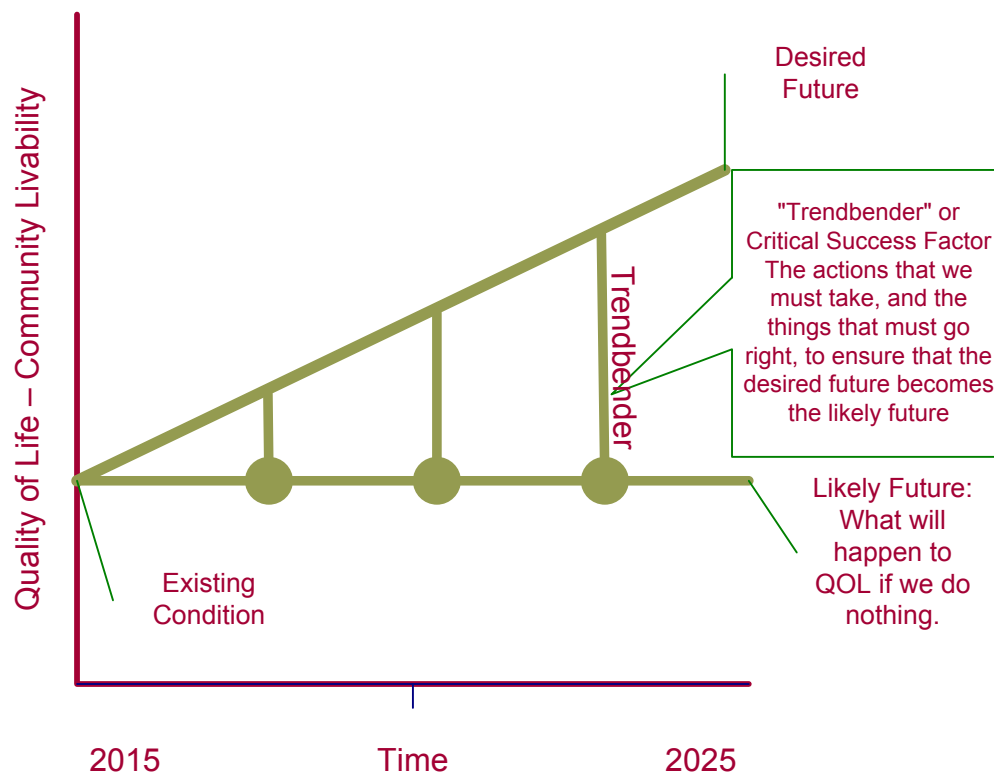 Quality of Life – Community Livability
Desired
Future
"Trendbender" or
Critical Success Factor
The actions that we
must take, and the
things that must go
right, to ensure that the
desired future becomes
the likely future
Trendbender
Likely Future:
What will
happen to
QOL if we do
nothing.
Existing
Condition
2015
Time
2025